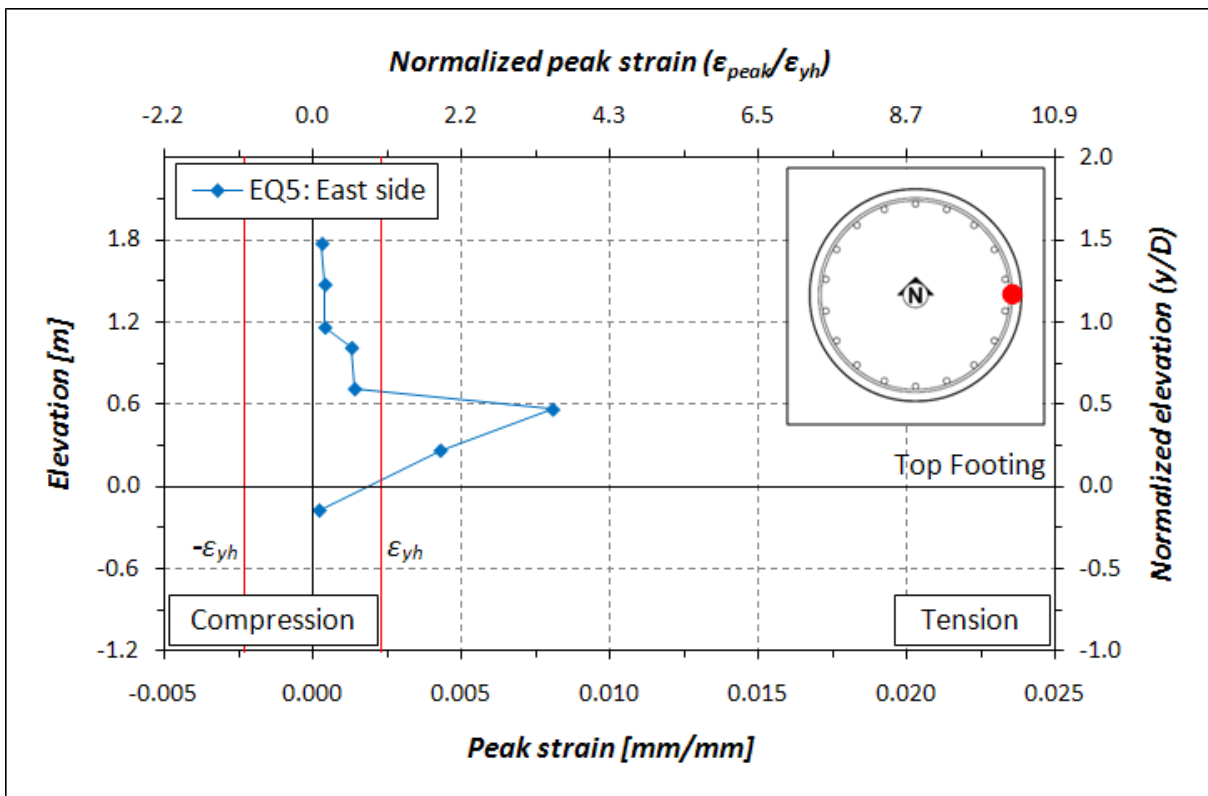 Normalized peak strain (εpeak/εyh)
-2.2 0.0 2.2 4.3 6.5 8.7 10.9
EQ5: East side
N
Top Footing
Elevation [m]
1.8
1.2
0.6
0.0
-0.6
-1.2
Normalized elevation (y/D)
2.0
1.5
1.0
0.5
0.0
-0.5
-1.0
-εyh εyh
Compression Tension
-0.005 0.000 0.005 0.010 0.015 0.020 0.025
Peak strain [mm/mm]